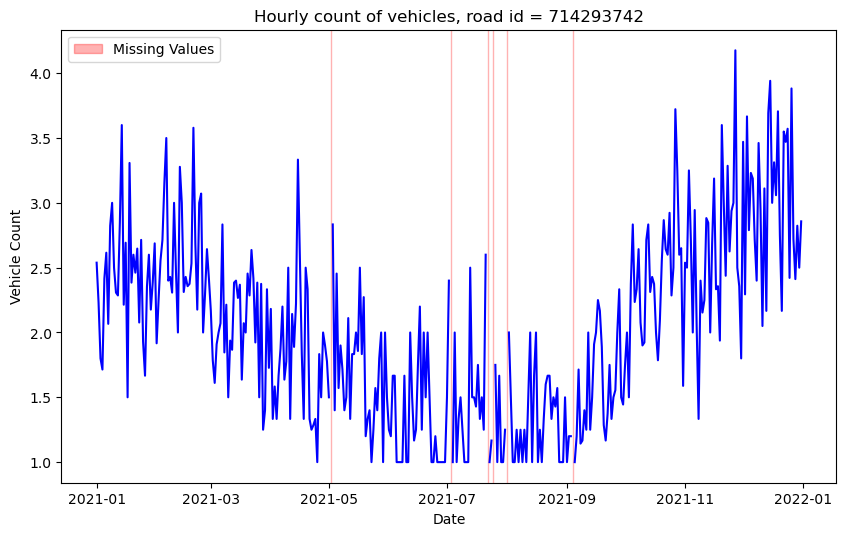 Hourly count of vehicles, road id = 714293742
Missing Values
Vehicle Count
4.0
3.5
3.0
2.5
2.0
1.5
1.0
2021-01 2021-03 2021-05 2021-07 2021-09 2021-11 2022-01
Date